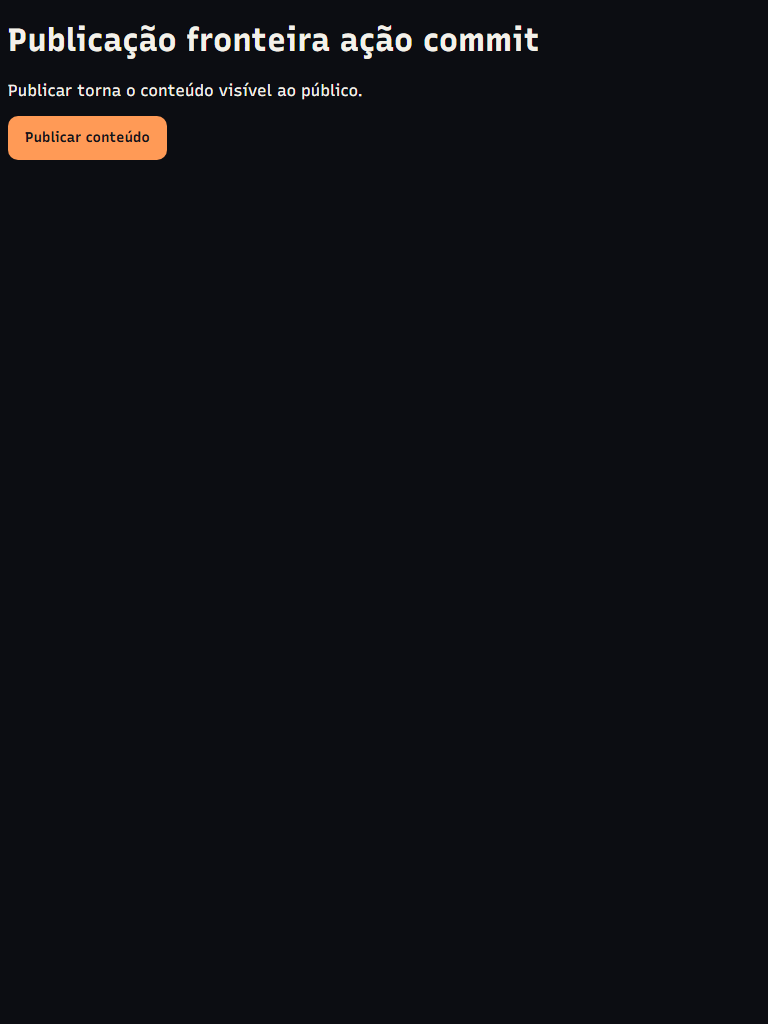 Publicação fronteira ação commit
Publicar torna o conteúdo visível ao público.
Publicar conteúdo